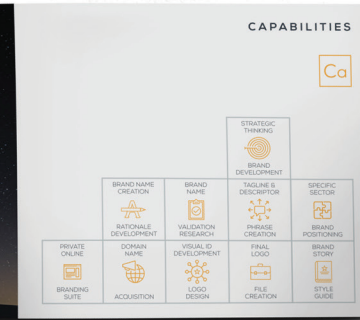 CAPABILITIES
Ca
STRATEGIC
THINKING
BRAND
DEVELOPMENT
BRAND NAME
CREATION
RATIONALE
DEVELOPMENT
BRAND
NAME
VALIDATION
RESEARCH
TAGLINE &
DESCRIPTOR
PHRASE
CREATION
SPECIFIC
SECTOR
BRAND
POSITIONING
PRIVATE
ONLINE
BRANDING
SUITE
DOMAIN
NAME
ACQUISITION
VISUAL ID
DEVELOPMENT
LOGO
DESIGN
FINAL
LOGO
FILE
CREATION
BRAND
STORY
STYLE
GUIDE